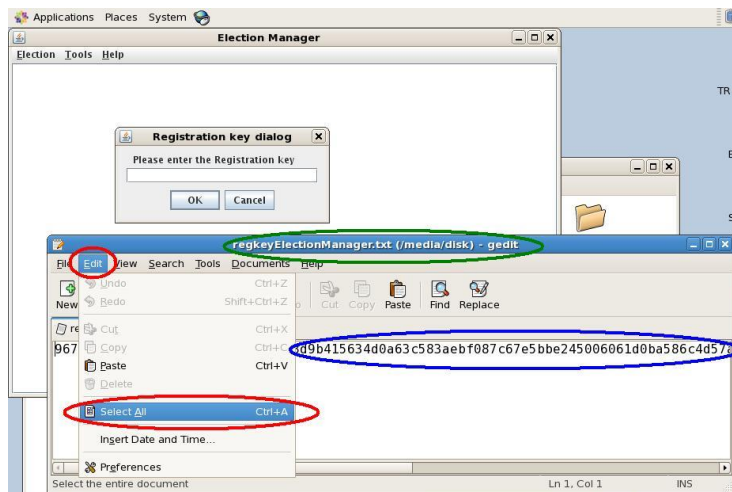 Applications Places System
Election Manager
Election Tools Help
TR
Registration key dialog
Please enter the Registration key
OK Cancel
regkeyElectionManager.txt (/media/disk) - gedit
File Edit View Search Tools Documents Help
New Cut Copy Paste Find Replace
Undo Ctrl+Z
Redo Shift+Ctrl+Z
re Cut Ctrl+X
967 d9b415634d0a63c583aebf087c67e5bbe245006061d0ba586c4d57a
Copy Ctrl+C
Paste Ctrl+V
Delete
Select All Ctrl+A
Insert Date and Time...
Preferences
Select the entire document Ln 1, Col 1 INS